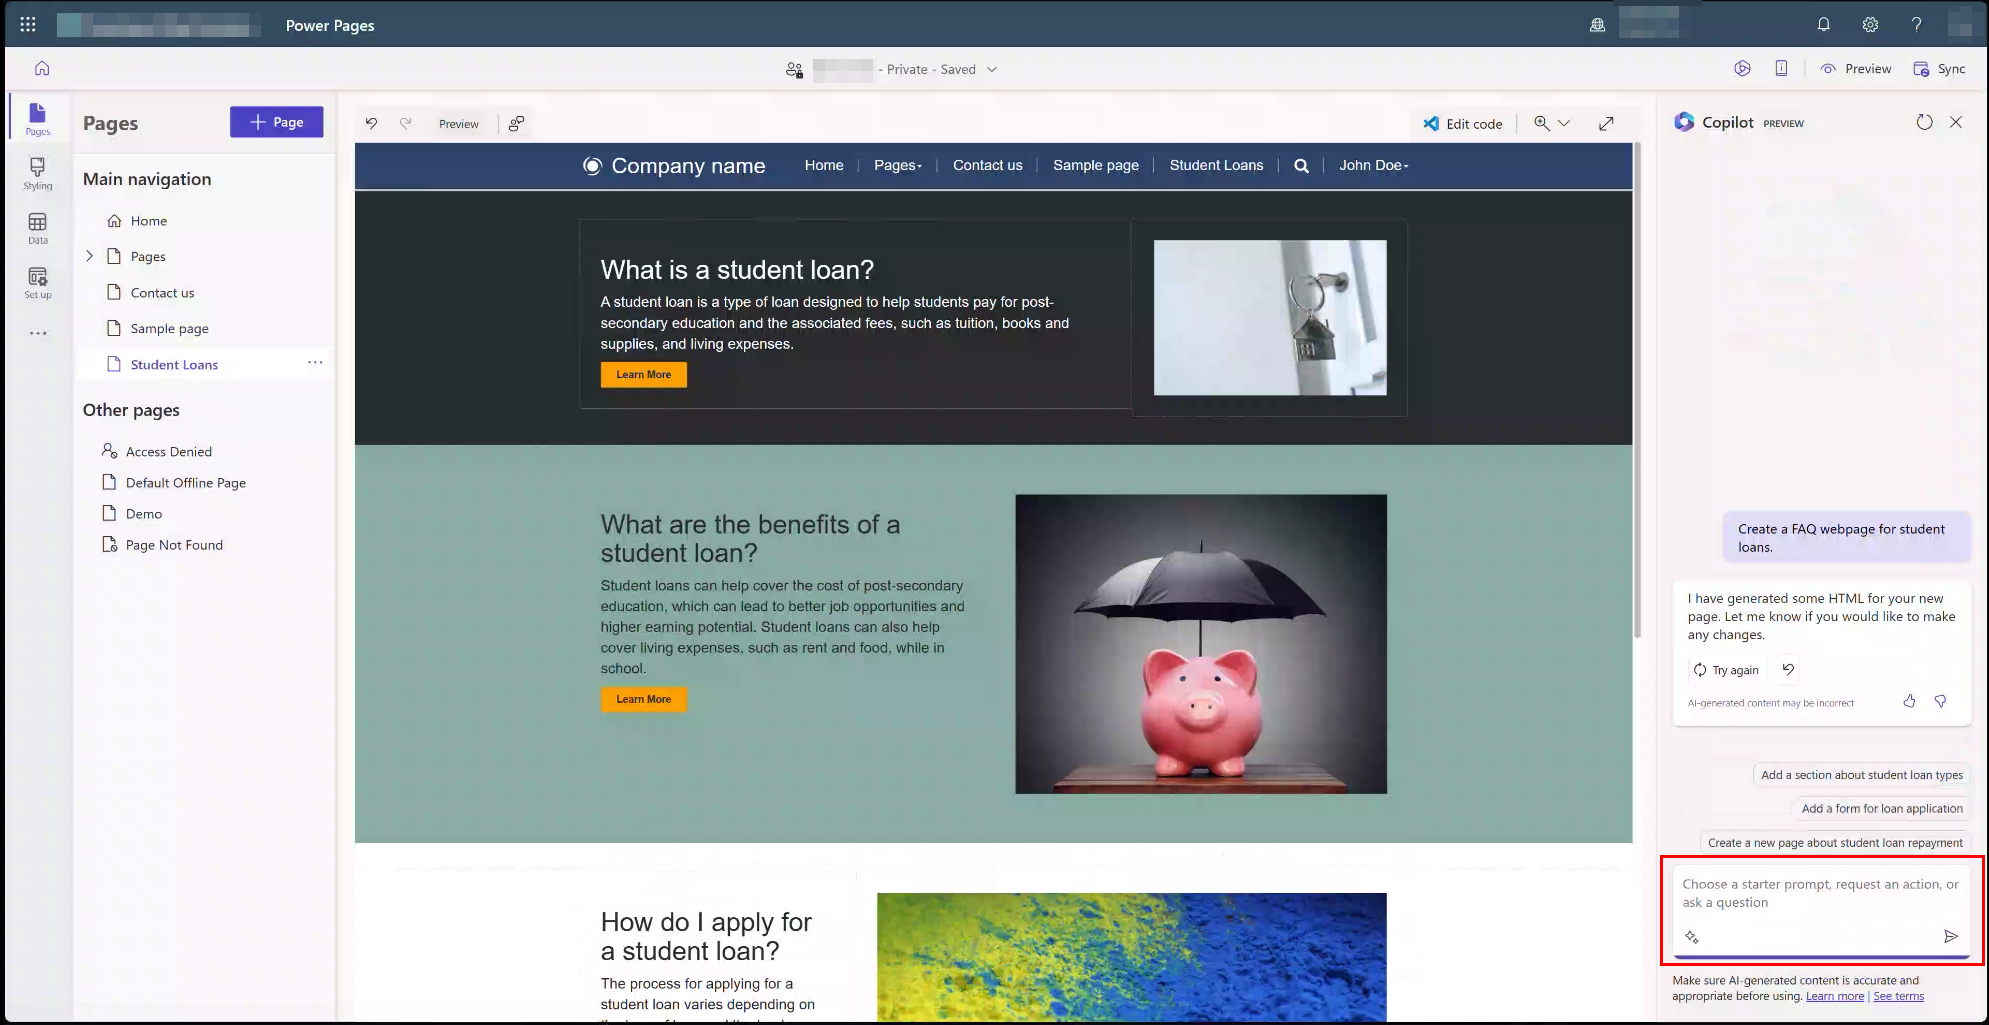 Power Pages
- Private - Saved
Preview
Sync
Pages
Styling
Data
Set up
Pages
Page
Main navigation
Home
Pages
Contact us
Sample page
Student Loans
Other pages
Access Denied
Default Offline Page
Demo
Page Not Found
Preview
Edit code
Company name
Home
Pages
Contact us
Sample page
Student Loans
John Doe
What is a student loan?
A student loan is a type of loan designed to help students pay for post-
secondary education and the associated fees, such as tuition, books and
supplies, and living expenses.
Learn More
What are the benefits of a
student loan?
Student loans can help cover the cost of post-secondary
education, which can lead to better job opportunities and
higher earning potential. Student loans can also help
cover living expenses, such as rent and food, while in
school.
Learn More
How do I apply for
a student loan?
The process for applying for a
student loan varies depending on
Copilot PREVIEW
Create a FAQ webpage for student
loans.
I have generated some HTML for your new
page. Let me know if you would like to make
any changes.
Try again
AI-generated content may be incorrect
Add a section about student loan types
Add a form for loan application
Create a new page about student loan repayment
Choose a starter prompt, request an action, or
ask a question
Make sure AI-generated content is accurate and
appropriate before using. Learn more | See terms